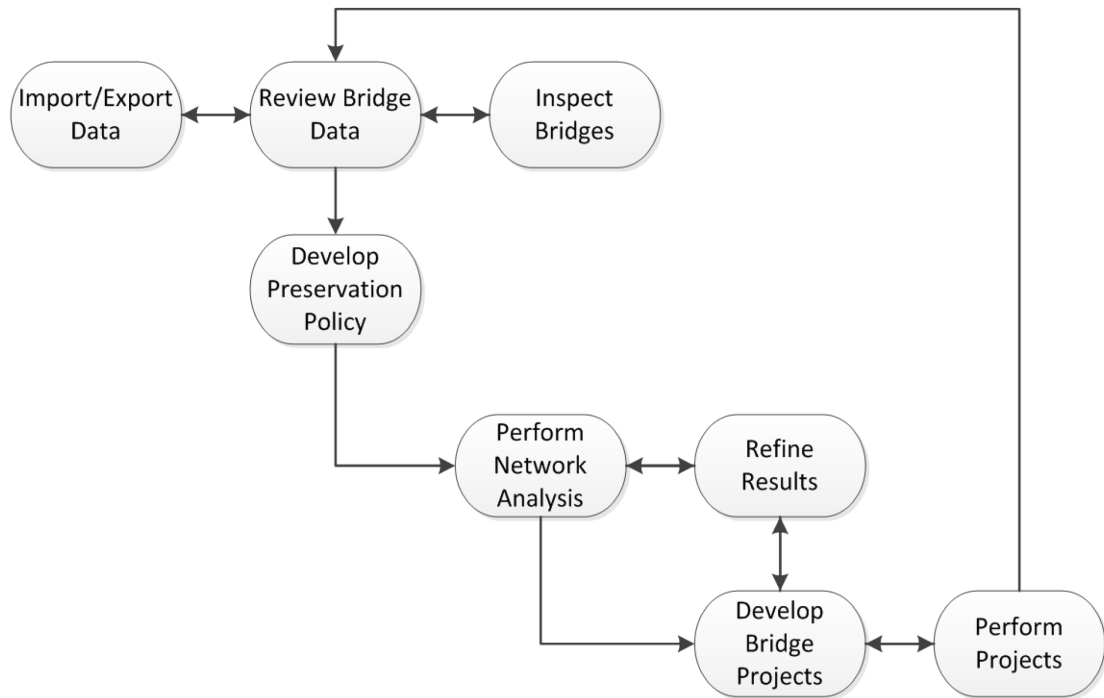 Import/Export
Data
Review Bridge
Data
Inspect
Bridges
Develop
Preservation
Policy
Perform
Network
Analysis
Refine
Results
Develop
Bridge
Projects
Perform
Projects